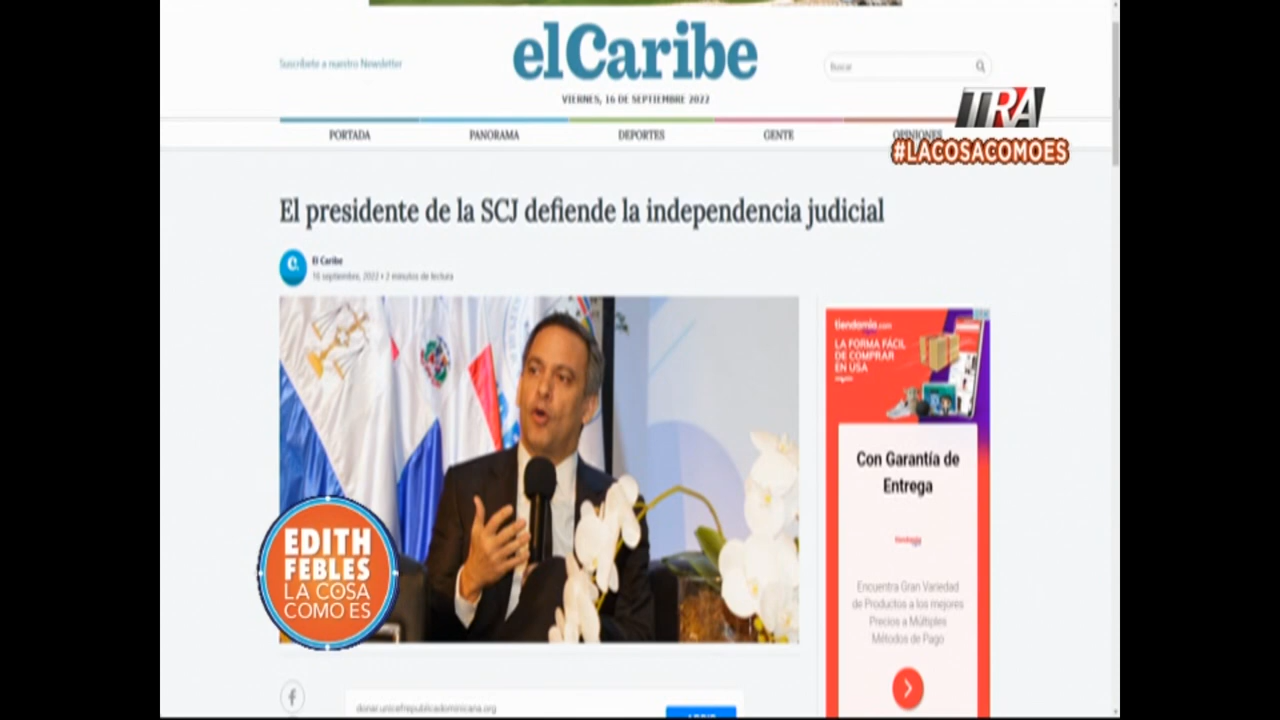 elCaribe
Suscríbete a nuestro Newsletter
Buscar
VIERNES, 16 DE SEPTIEMBRE 2022
TRA
PORTADA
PANORAMA
DEPORTES
GENTE
OPINIONES
#LACOSACOMOES
El presidente de la SCJ defiende la independencia judicial
El Caribe
16 septiembre, 2022 • 2 minutos de lectura
tiendamia.com
LA FORMA FÁCIL
DE COMPRAR
EN USA
Con Garantía de
Entrega
tiendamia
Encuentra Gran Variedad
de Productos a los mejores
Precios a Múltiples
Métodos de Pago
EDITH
FEBLES
LA COSA
COMO ES
donar.unicefrepublicadominicana.org